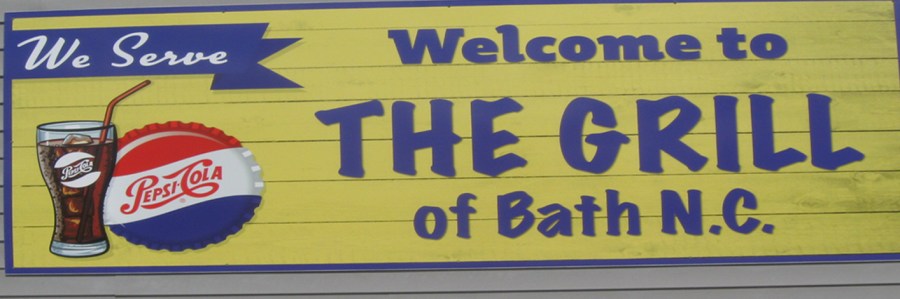 We Serve
Pepsi-Cola
PEPSI-COLA
Welcome to
THE GRILL
of Bath N.C.